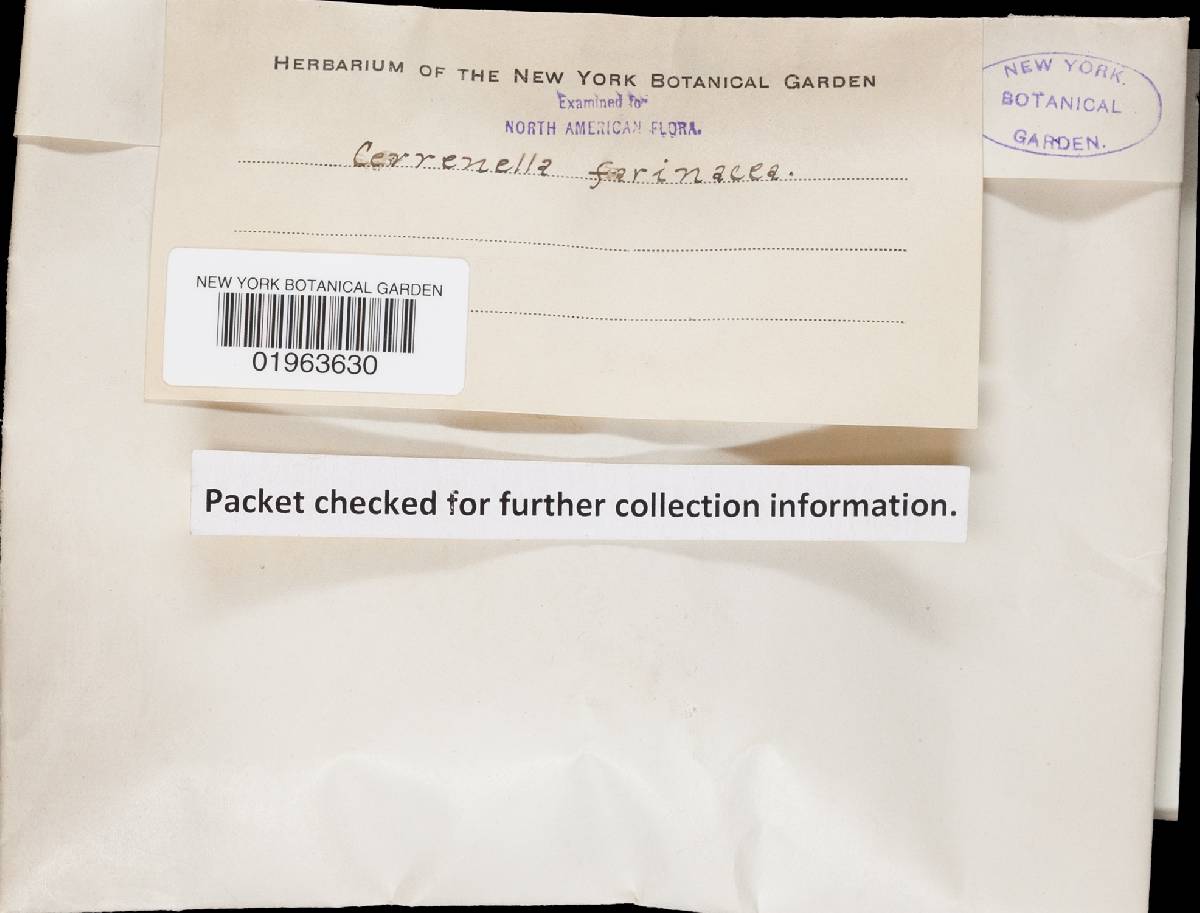 HERBARIUM OF THE NEW YORK BOTANICAL GARDEN
Examined for
NORTH AMERICAN FLORA.
Cerrenella farinacea.
NEW YORK
BOTANICAL
GARDEN.
NEW YORK BOTANICAL GARDEN
01963630
Packet checked for further collection information.